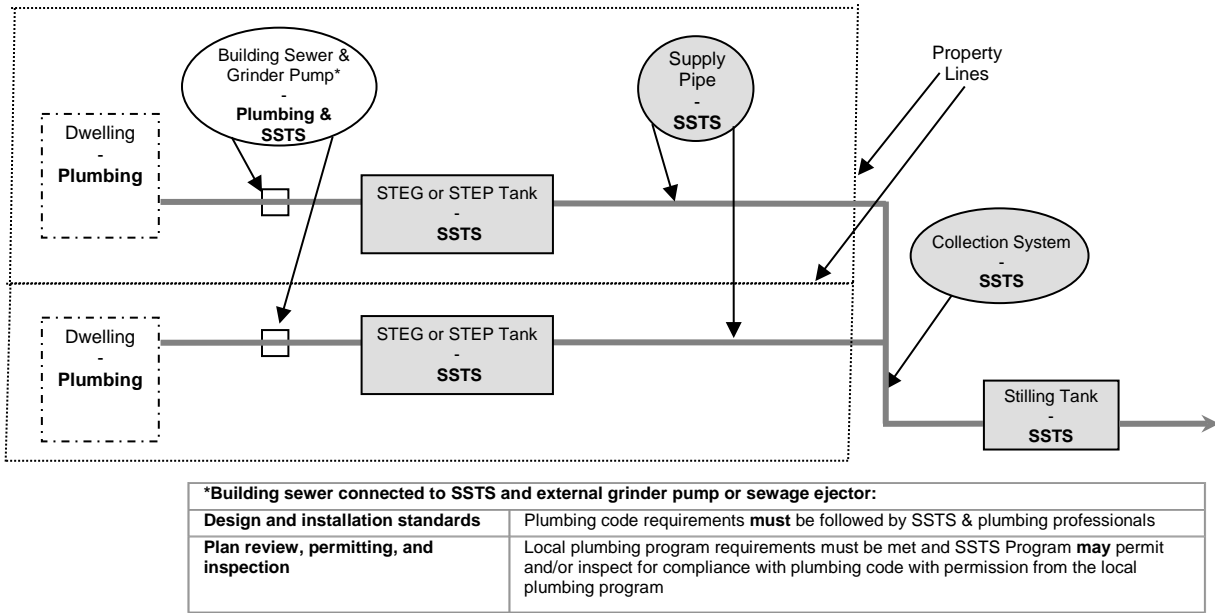 Building Sewer &
Grinder Pump*
-
Plumbing &
SSTS
Supply
Pipe
-
SSTS
Property
Lines
Dwelling
-
Plumbing
STEG or STEP Tank
-
SSTS
Collection System
-
SSTS
Dwelling
-
Plumbing
STEG or STEP Tank
-
SSTS
Stilling Tank
-
SSTS
*Building sewer connected to SSTS and external grinder pump or sewage ejector:
Design and installation standards Plumbing code requirements must be followed by SSTS & plumbing professionals
Plan review, permitting, and Local plumbing program requirements must be met and SSTS Program may permit
inspection and/or inspect for compliance with plumbing code with permission from the local
plumbing program